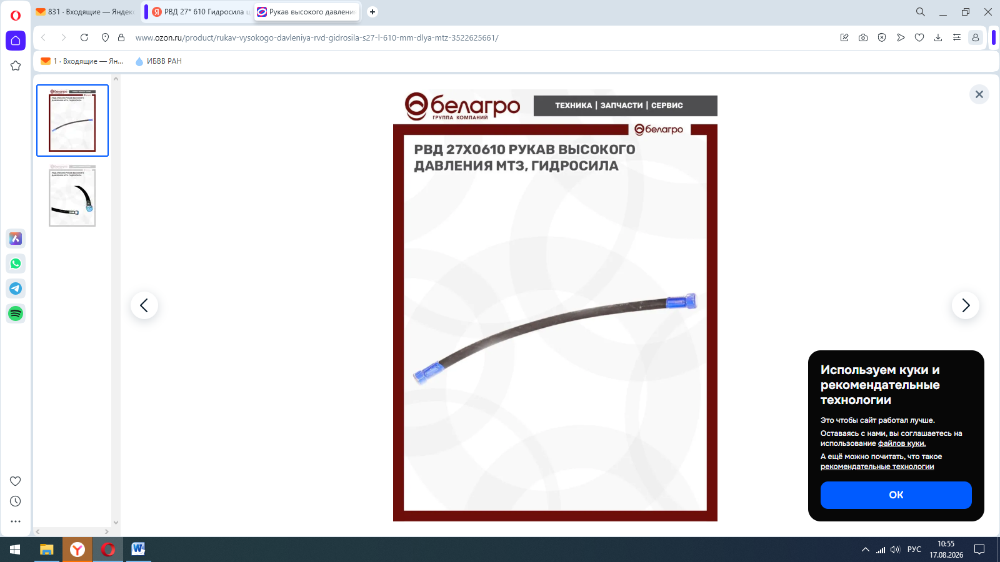 831 · Входящие — Яндекс
РВД 27* 610 Гидросила ц
Рукав высокого давления
www.ozon.ru/product/rukav-vysokogo-davleniya-rvd-gidrosila-s27-l-610-mm-dlya-mtz-3522625661/
1 · Входящие — Ян...
ИБВВ РАН
белагро
ГРУППА КОМПАНИЙ
ТЕХНИКА | ЗАПЧАСТИ | СЕРВИС
белагро
РВД 27Х0610 РУКАВ ВЫСОКОГО
ДАВЛЕНИЯ МТЗ, ГИДРОСИЛА
Используем куки и
рекомендательные
технологии
Это чтобы сайт работал лучше.
Оставаясь с нами, вы соглашаетесь на
использование файлов куки.
А ещё можно почитать, что такое
рекомендательные технологии
ОК
РУС
10:55
17.08.2026